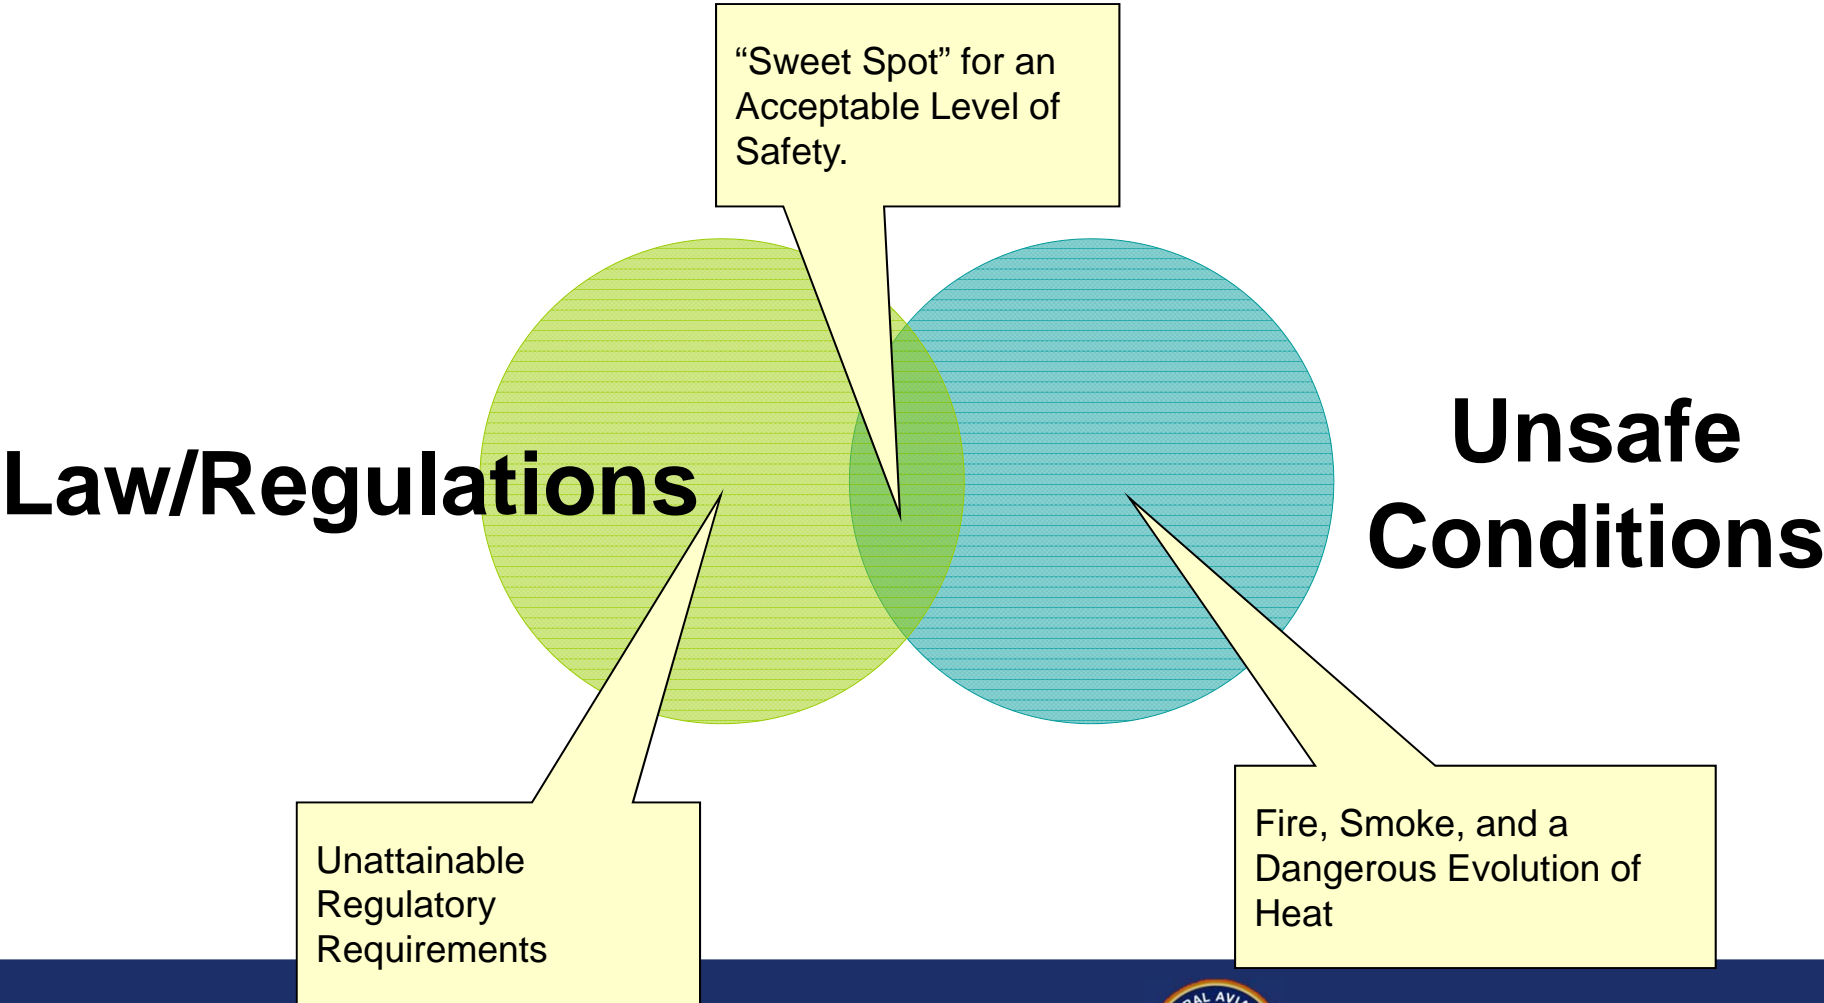 “Sweet Spot” for an
Acceptable Level of
Safety.
Law/Regulations
Unsafe
Conditions
Unattainable
Regulatory
Requirements
Fire, Smoke, and a
Dangerous Evolution of
Heat